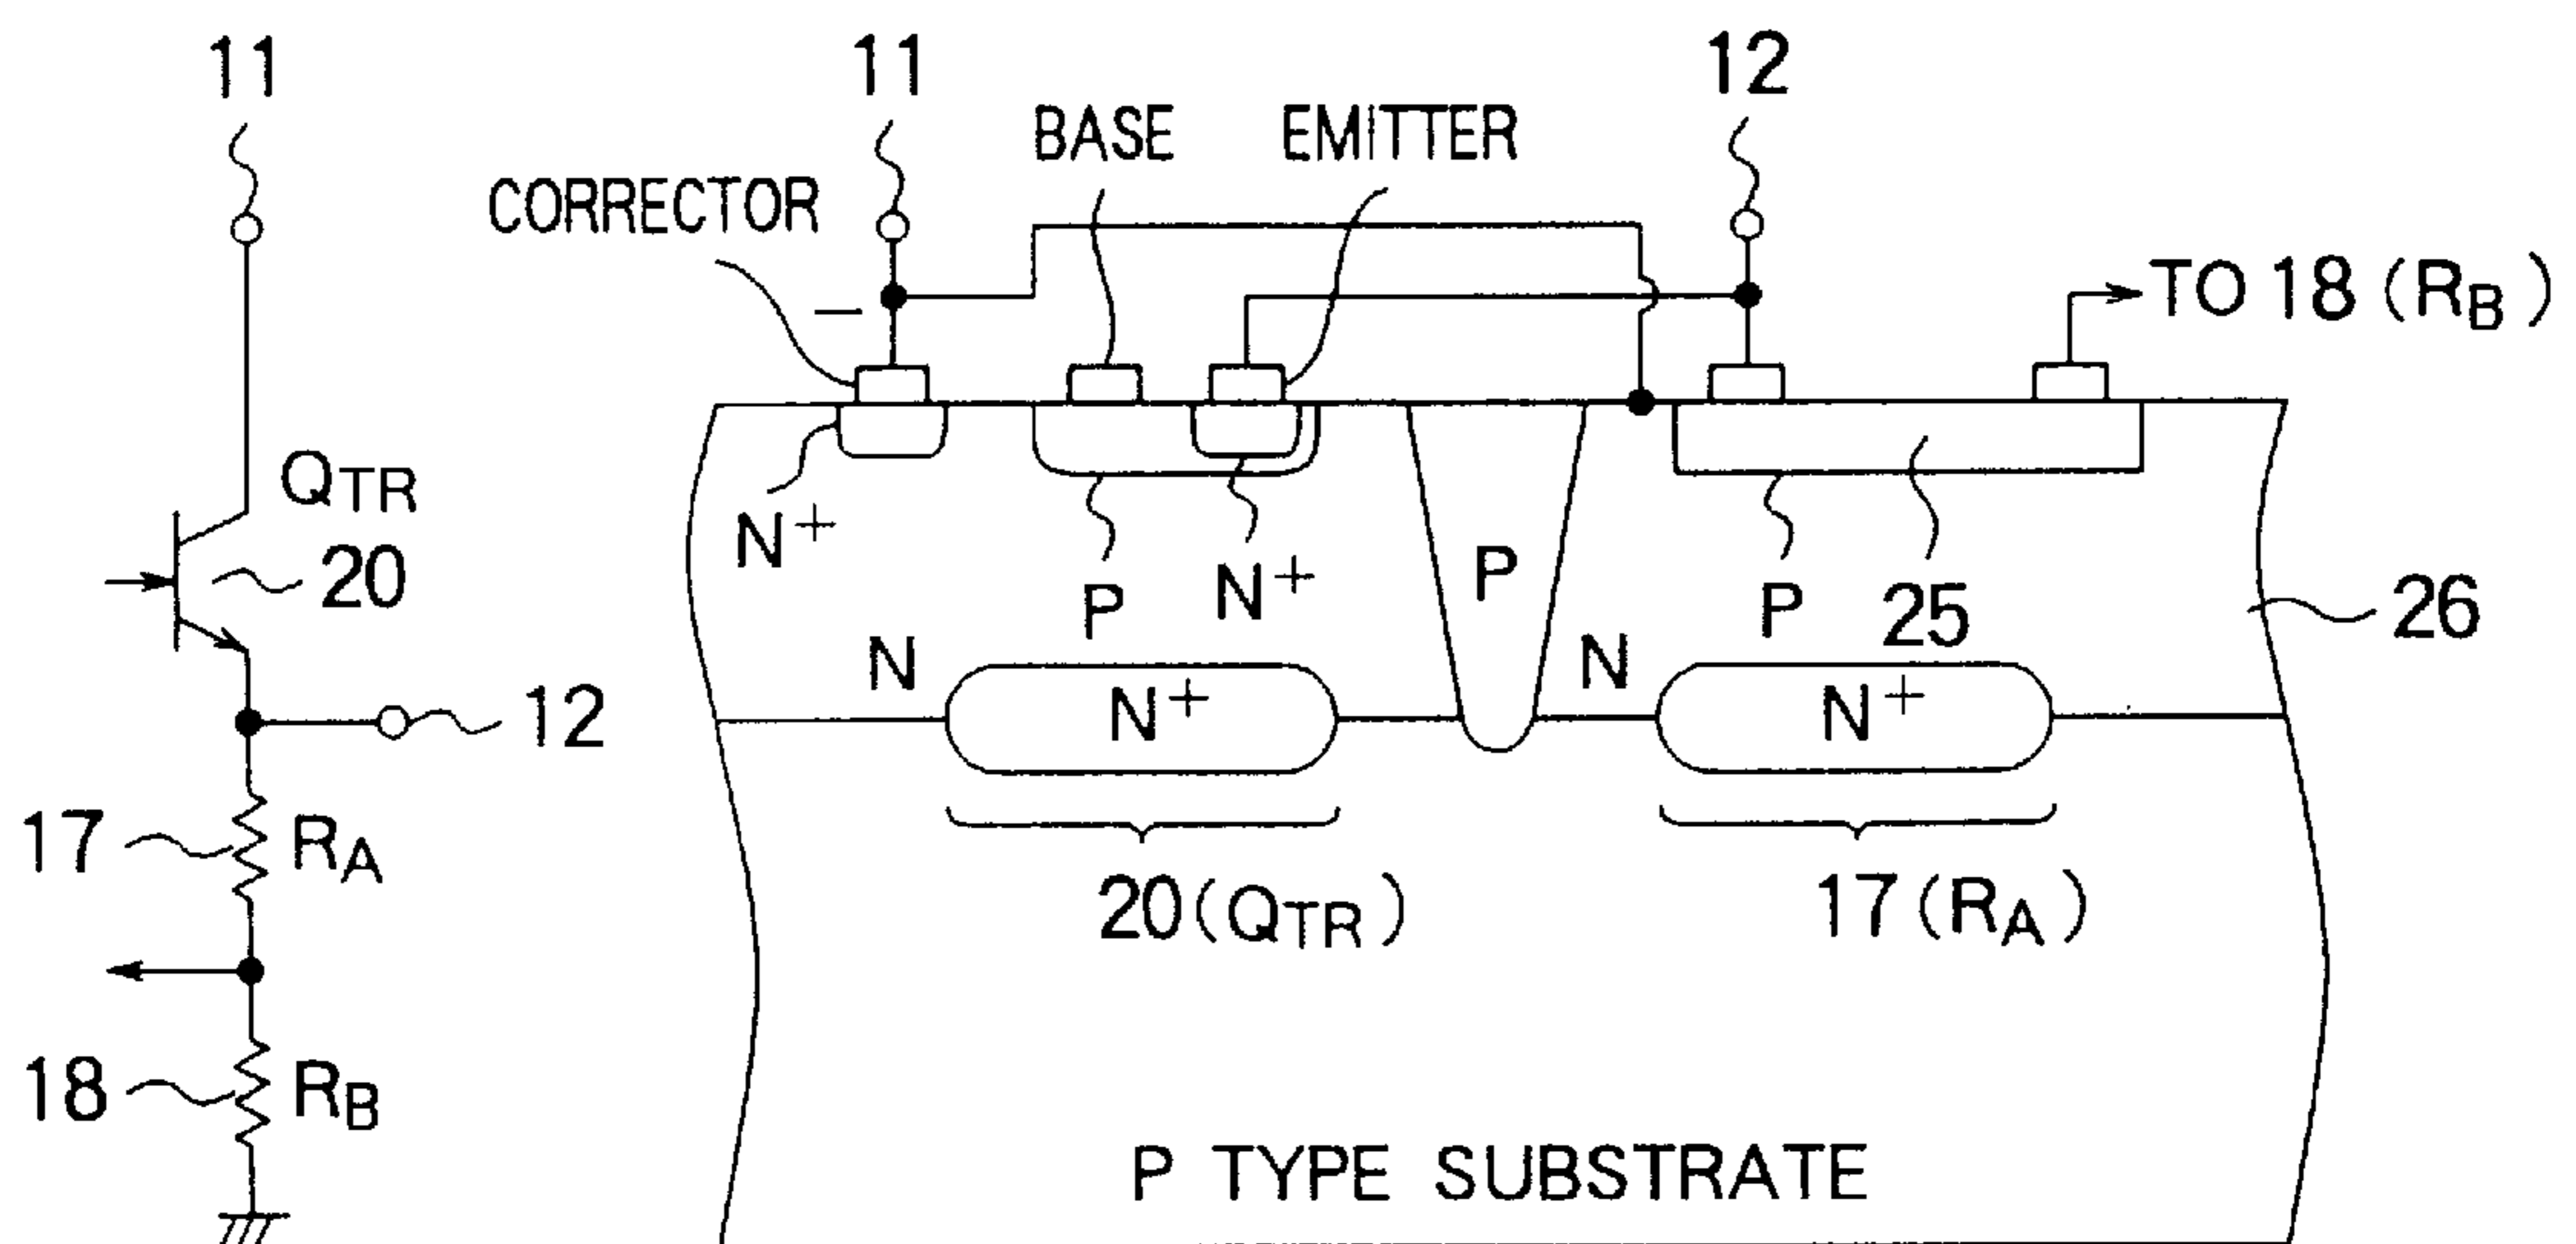 11
11
12
BASE
EMITTER
CORRECTOR
TO 18 (RB)
QTR
20
N+
P
N+
P
P
25
26
N
N+
N
N+
12
17
RA
20 (QTR)
17 (RA)
18
RB
P TYPE SUBSTRATE